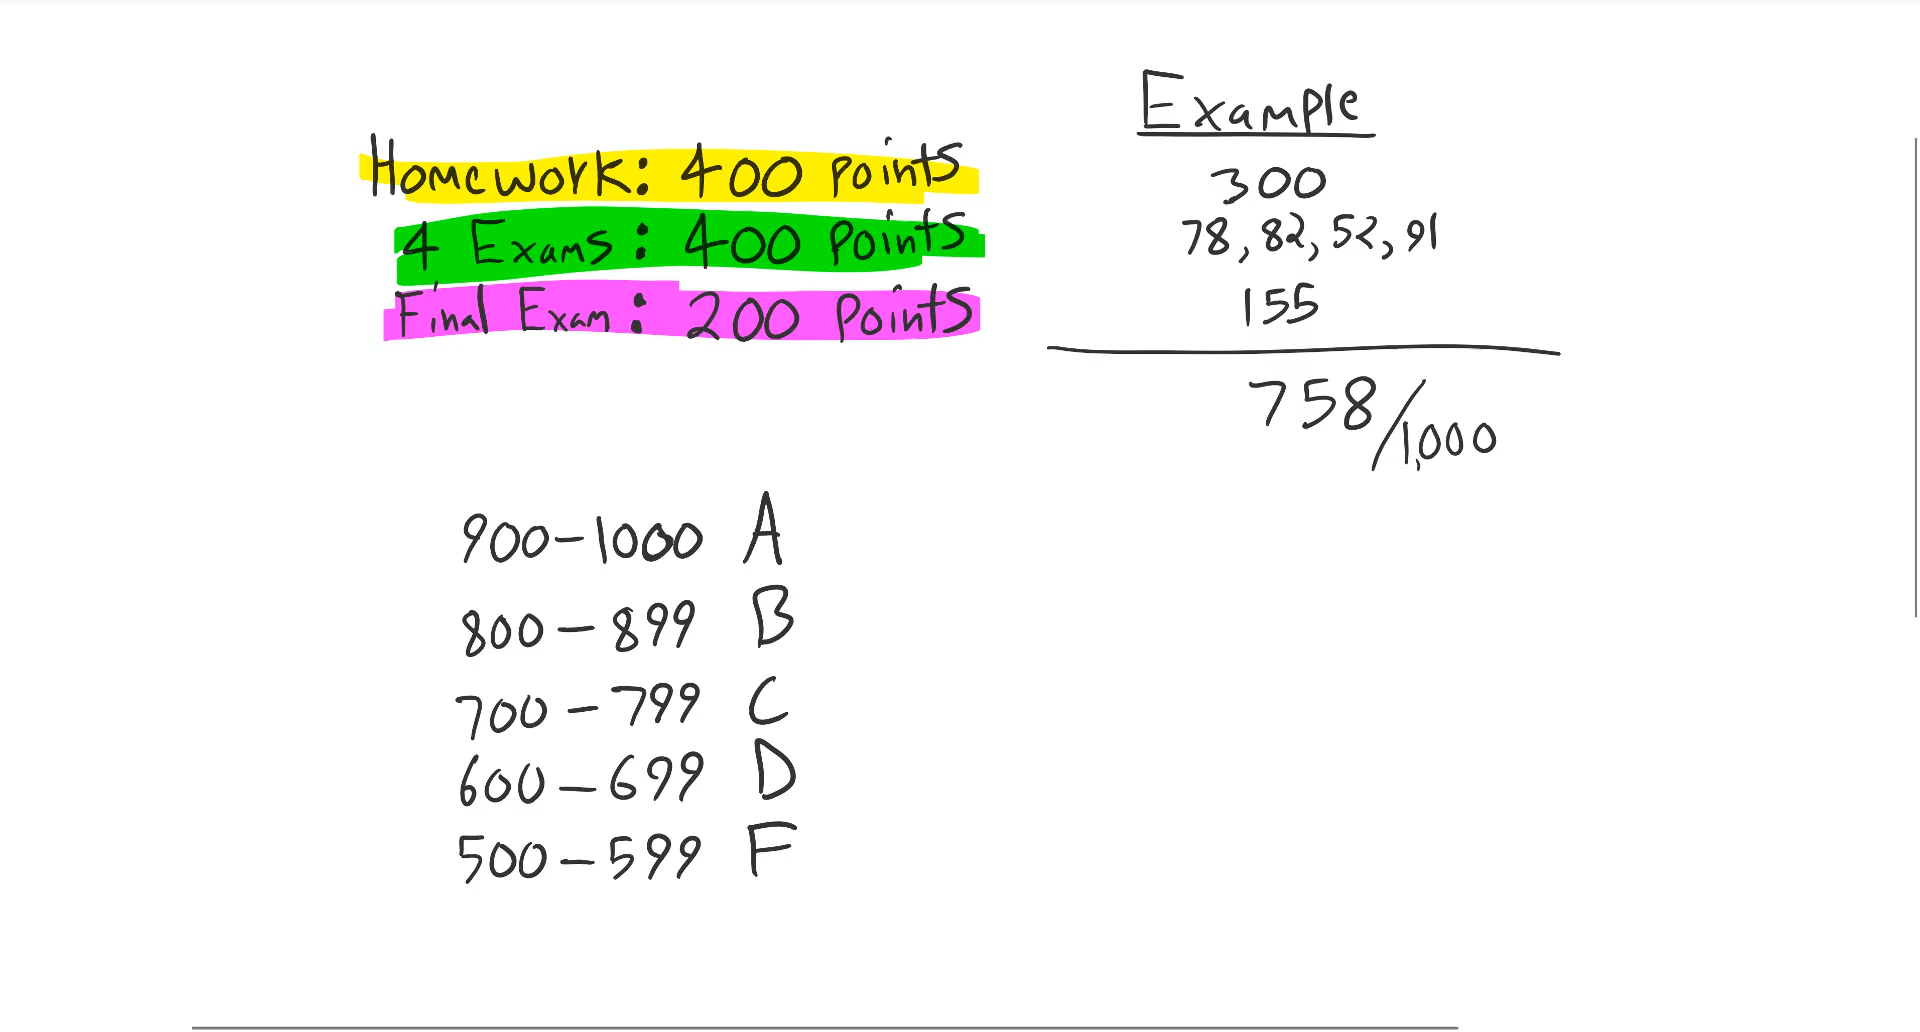 Homework: 400 Points
4 Exams: 400 Points
Final Exam: 200 Points
Example
300
78, 82, 52, 91
155
758/1,000
900-1000 A
800-899 B
700-799 C
600-699 D
500-599 F